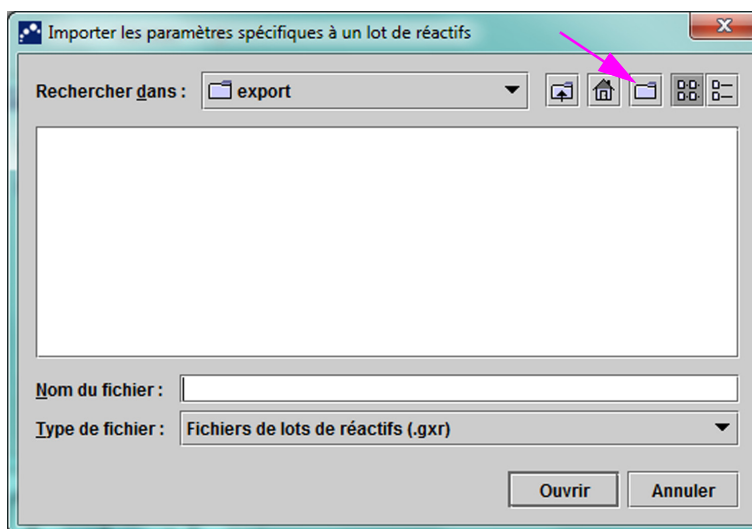 Importer les paramètres spécifiques à un lot de réactifs
Rechercher dans : export
Nom du fichier :
Type de fichier : Fichiers de lots de réactifs (.gxr)
Ouvrir Annuler